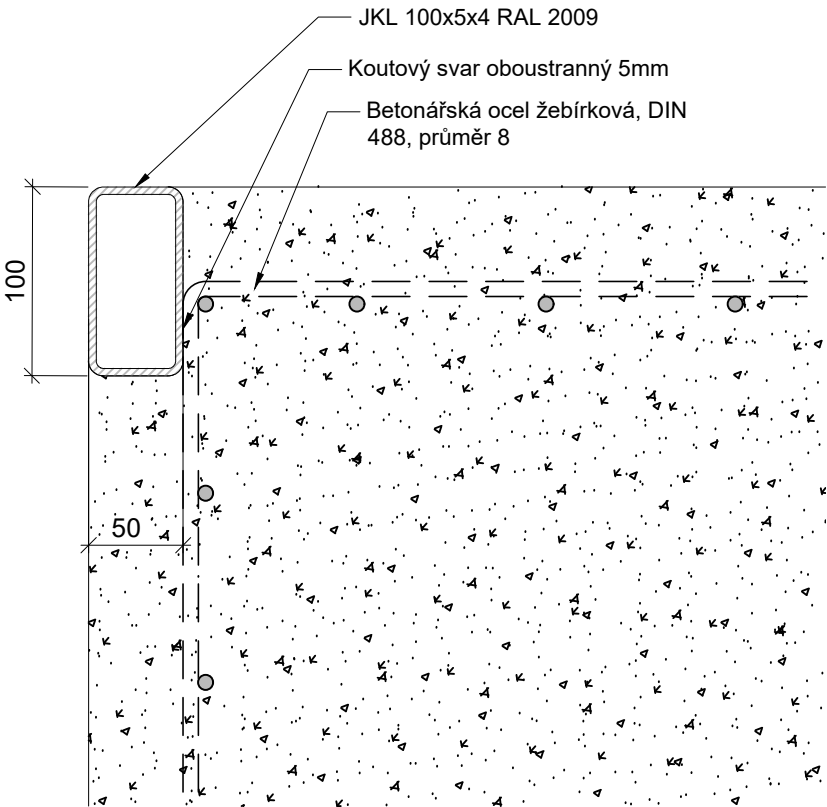 JKL 100x5x4 RAL 2009
Koutový svar oboustranný 5mm
Betonářská ocel žebírková, DIN
488, průměr 8
100
50